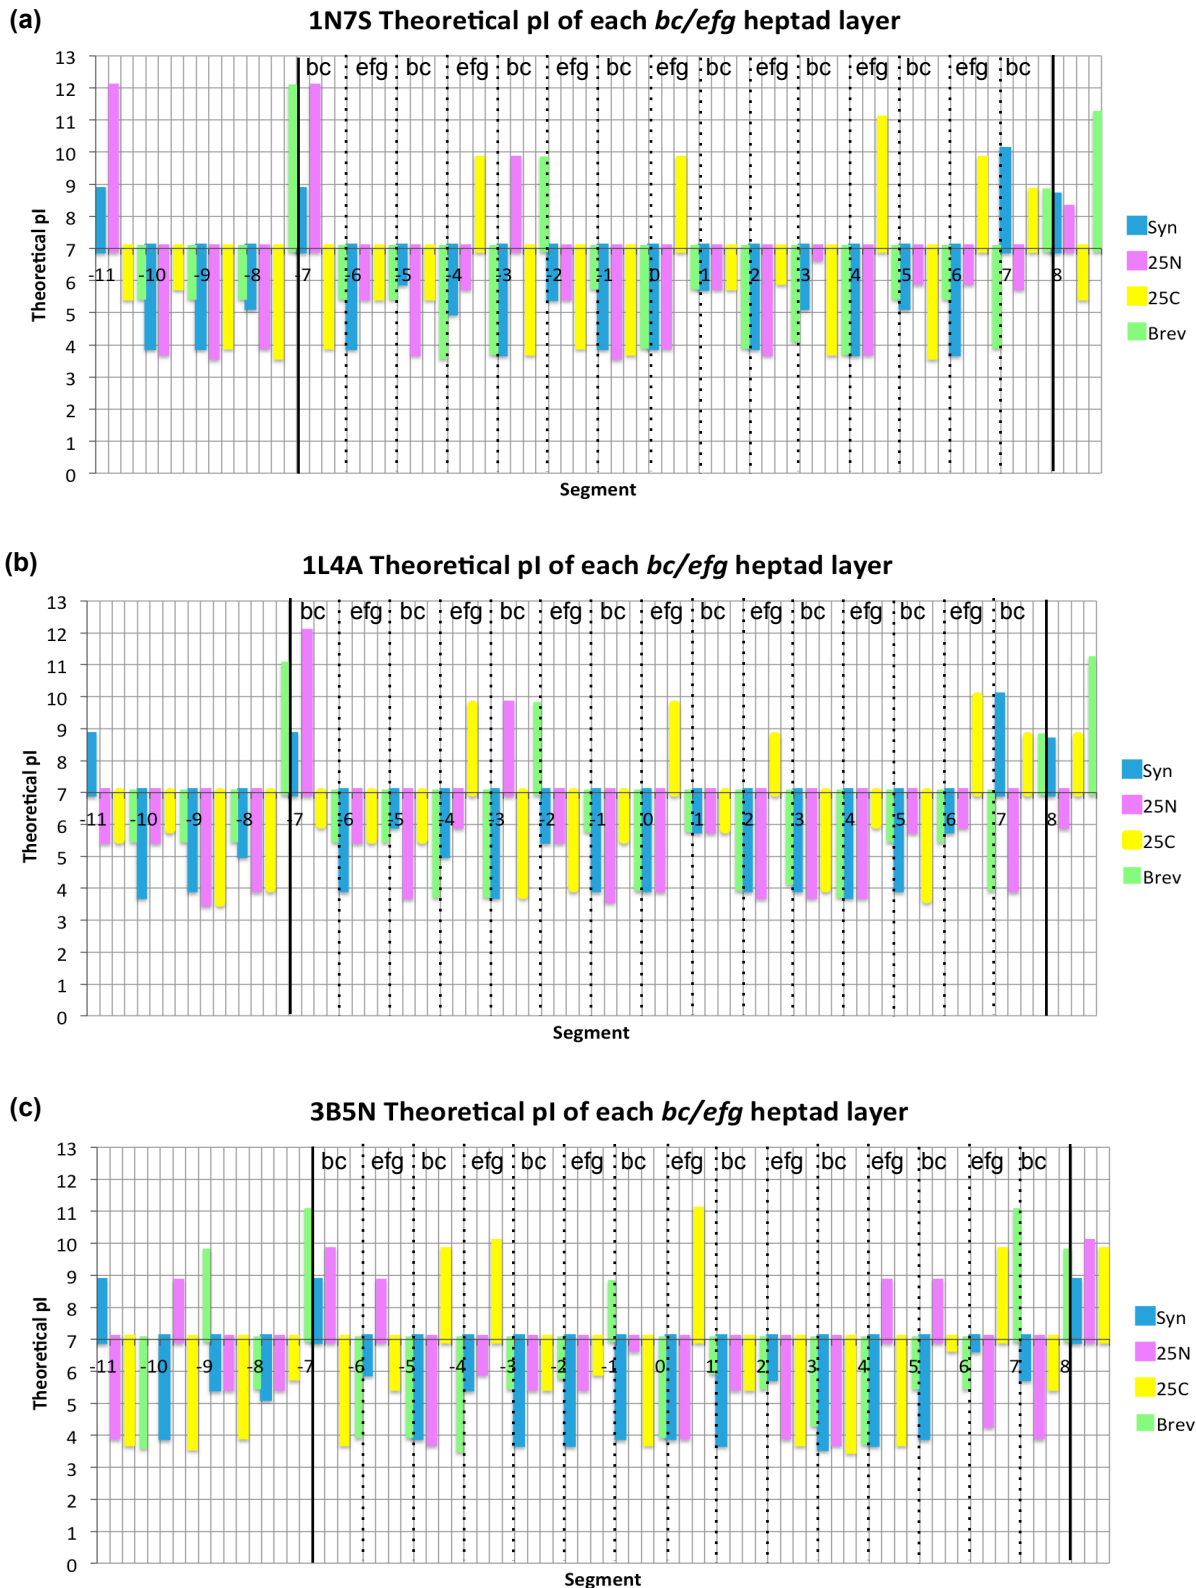 (a)
1N7S Theoretical pI of each bc/efg heptad layer
13
12
11
10
9
8
7
6
5
4
3
2
1
0
Theoretical pI
bc efg bc efg bc efg bc efg bc efg bc efg bc efg bc
-11 -10 -9 -8 -7 -6 -5 -4 -3 -2 -1 0 1 2 3 4 5 6 7 8
Segment
Syn
25N
25C
Brev
(b)
1L4A Theoretical pI of each bc/efg heptad layer
13
12
11
10
9
8
7
6
5
4
3
2
1
0
Theoretical pI
bc efg bc efg bc efg bc efg bc efg bc efg bc efg bc
-11 -10 -9 -8 -7 -6 -5 -4 -3 -2 -1 0 1 2 3 4 5 6 7 8
Segment
Syn
25N
25C
Brev
(c)
3B5N Theoretical pI of each bc/efg heptad layer
13
12
11
10
9
8
7
6
5
4
3
2
1
0
Theoretical pI
bc efg bc efg bc efg bc efg bc efg bc efg bc efg bc
-11 -10 -9 -8 -7 -6 -5 -4 -3 -2 -1 0 1 2 3 4 5 6 7 8
Segment
Syn
25N
25C
Brev